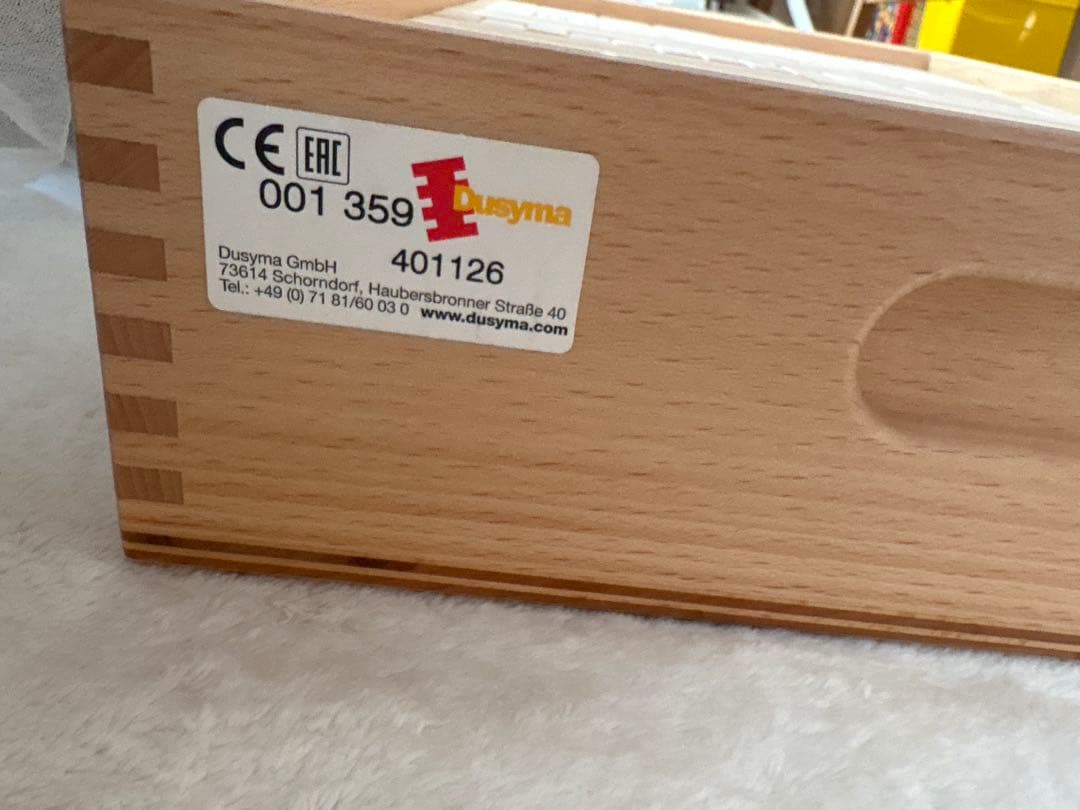 CE EAC
001 359 Dusyma
401126
Dusyma GmbH
73614 Schorndorf, Haubersbronner Straße 40
Tel.: +49 (0) 71 81/60 03 0 www.dusyma.com